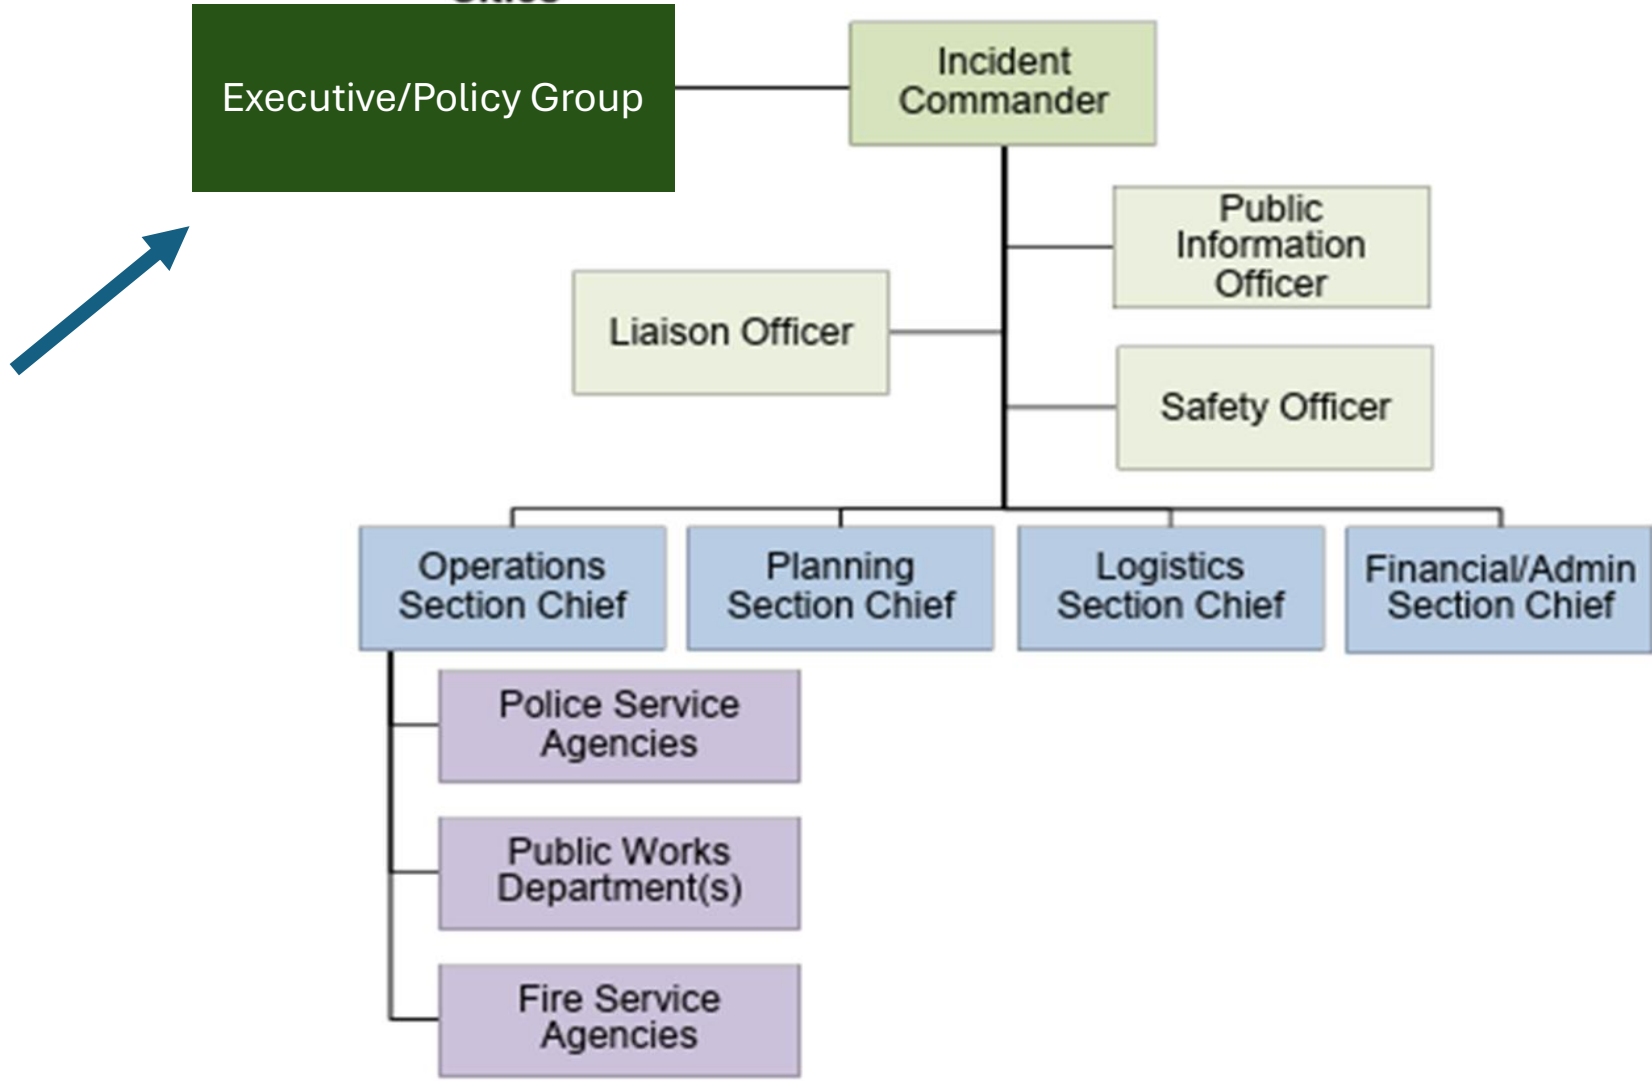 Executive/Policy Group
Incident
Commander
Public
Information
Officer
Liaison Officer
Safety Officer
Operations
Section Chief
Planning
Section Chief
Logistics
Section Chief
Financial/Admin
Section Chief
Police Service
Agencies
Public Works
Department(s)
Fire Service
Agencies